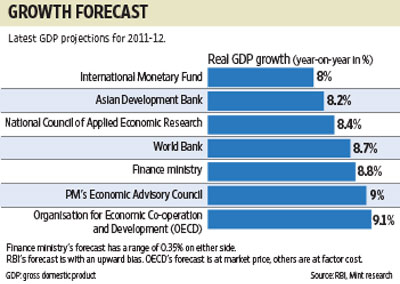 GROWTH FORECAST
Latest GDP projections for 2011-12.
Real GDP growth (year-on-year in %)
International Monetary Fund 8%
Asian Development Bank 8.2%
National Council of Applied Economic Research 8.4%
World Bank 8.7%
Finance ministry 8.8%
PM's Economic Advisory Council 9%
Organisation for Economic Co-operation
and Development (OECD) 9.1%
Finance ministry's forecast has a range of 0.35% on either side.
RBI's forecast is with an upward bias. OECD's forecast is at market price, others are at factor cost.
GDP: gross domestic product Source: RBI, Mint research